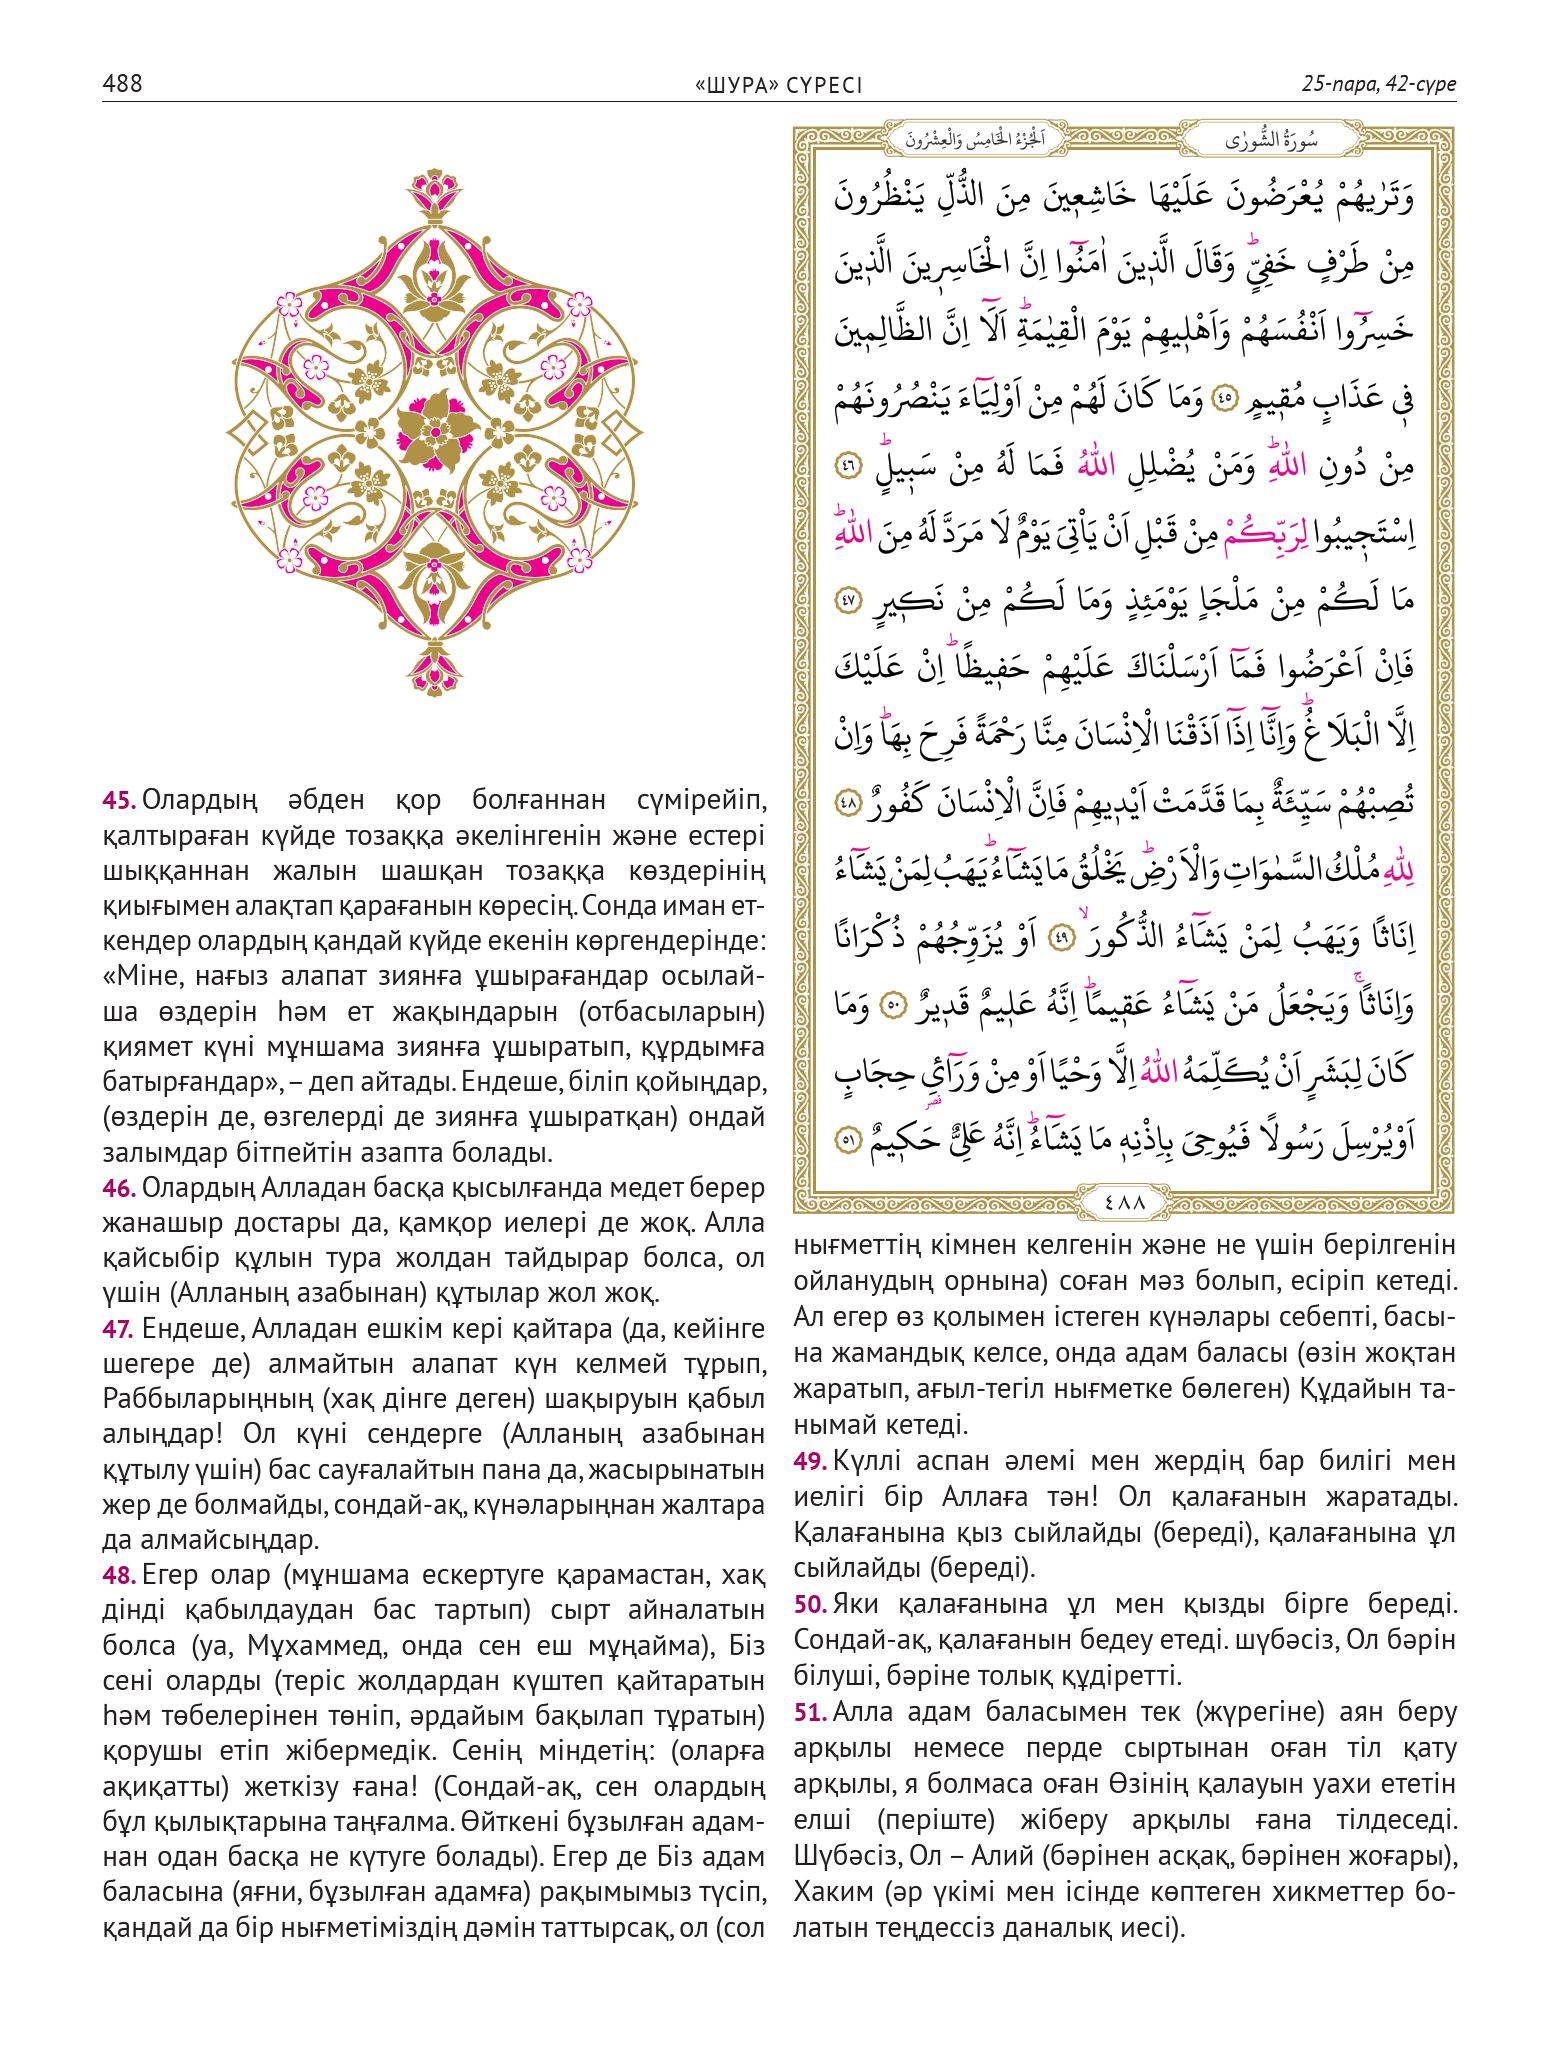 488
«ШУРА» СҮРЕСІ
25-пара, 42-сүре
45. Олардың әбден қор болғаннан сүмірейіп,
қалтыраған күйде тозаққа әкелінгенін және естері
шыққаннан жалын шашқан тозаққа көздерінің
қиығымен алақтап қарағанын көресің. Сонда иман ет-
кендер олардың қандай күйде екенін көргендерінде:
«Міне, нағыз алапат зиянға ұшырағандар осылай-
ша өздерін һәм ет жақындарын (отбасыларын)
қиямет күні мұншама зиянға ұшыратып, құрдымға
батырғандар», – деп айтады. Ендеше, біліп қойыңдар,
(өздерін де, өзгелерді де зиянға ұшыратқан) ондай
залымдар бітпейтін азапта болады.
46. Олардың Алладан басқа қысылғанда медет берер
жанашыр достары да, қамқор иелері де жоқ. Алла
қайсыбір құлын тура жолдан тайдырар болса, ол
үшін (Алланың азабынан) құтылар жол жоқ.
47. Ендеше, Алладан ешкім кері қайтара (да, кейінге
шегере де) алмайтын алапат күн келмей тұрып,
Раббыларыңның (хақ дінге деген) шақыруын қабыл
алыңдар! Ол күні сендерге (Алланың азабынан
құтылу үшін) бас сауғалайтын пана да, жасырынатын
жер де болмайды, сондай-ақ, күнәларыңнан жалтара
да алмайсыңдар.
48. Егер олар (мұншама ескертуге қарамастан, хақ
дінді қабылдаудан бас тартып) сырт айналатын
болса (уа, Мұхаммед, онда сен еш мұңайма), Біз
сені оларды (теріс жолдардан күштеп қайтаратын
һәм төбелерінен төніп, әрдайым бақылап тұратын)
қорушы етіп жібермедік. Сенің міндетің: (оларға
ақиқатты) жеткізу ғана! (Сондай-ақ, сен олардың
бұл қылықтарына таңғалма. Өйткені бұзылған адам-
нан одан басқа не күтуге болады). Егер де Біз адам
баласына (яғни, бұзылған адамға) рақымымыз түсіп,
қандай да бір нығметіміздің дәмін таттырсақ, ол (сол
سُورَةُ الشُّورٰى
اَلْجُزْءُ الْخَامِسُ وَالْعِشْرُونَ
وَتَرٰيهُمْ يُعْرَضُونَ عَلَيْهَا خَاشِعٖينَ مِنَ الذُّلِّ يَنْظُرُونَ
مِنْ طَرْفٍ خَفِيٍّؕ وَقَالَ الَّذٖينَ اٰمَنُٓوا اِنَّ الْخَاسِرٖينَ الَّذٖينَ
خَسِرُٓوا اَنْفُسَهُمْ وَاَهْلٖيهِمْ يَوْمَ الْقِيٰمَةِؕ اَلَٓا اِنَّ الظَّالِمٖينَ
فٖي عَذَابٍ مُقٖيمٍ ٤٥ وَمَا كَانَ لَهُمْ مِنْ اَوْلِيَٓاءَ يَنْصُرُونَهُمْ
مِنْ دُونِ اللّٰهِؕ وَمَنْ يُضْلِلِ اللّٰهُ فَمَا لَهُ مِنْ سَبٖيلٍؕ ٤٦
اِسْتَجٖيبُوا لِرَبِّكُمْ مِنْ قَبْلِ اَنْ يَاْتِيَ يَوْمٌ لَا مَرَدَّ لَهُ مِنَ اللّٰهِؕ
مَا لَكُمْ مِنْ مَلْجَاٍ يَوْمَئِذٍ وَمَا لَكُمْ مِنْ نَكٖيرٍ ٤٧
فَاِنْ اَعْرَضُوا فَمَٓا اَرْسَلْنَاكَ عَلَيْهِمْ حَفٖيظًاؕ اِنْ عَلَيْكَ
اِلَّا الْبَلَاغُؕ وَاِنَّٓا اِذَٓا اَذَقْنَا الْاِنْسَانَ مِنَّا رَحْمَةً فَرِحَ بِهَاؕ وَاِنْ
تُصِبْهُمْ سَيِّئَةٌ بِمَا قَدَّمَتْ اَيْدٖيهِمْ فَاِنَّ الْاِنْسَانَ كَفُورٌ ٤٨
لِلّٰهِ مُلْكُ السَّمٰوَاتِ وَالْاَرْضِؕ يَخْلُقُ مَا يَشَٓاءُؕ يَهَبُ لِمَنْ يَشَٓاءُ
اِنَاثًا وَيَهَبُ لِمَنْ يَشَٓاءُ الذُّكُورَۙ ٤٩ اَوْ يُزَوِّجُهُمْ ذُكْرَانًا
وَاِنَاثًاۚ وَيَجْعَلُ مَنْ يَشَٓاءُ عَقٖيمًاؕ اِنَّهُ عَلٖيمٌ قَدٖيرٌ ٥٠ وَمَا
كَانَ لِبَشَرٍ اَنْ يُكَلِّمَهُ اللّٰهُ اِلَّا وَحْيًا اَوْ مِنْ وَرَٓائِ حِجَابٍ
قصر
اَوْ يُرْسِلَ رَسُولًا فَيُوحِيَ بِاِذْنِهٖ مَا يَشَٓاءُؕ اِنَّهُ عَلِيٌّ حَكٖيمٌ ٥١
٤٨٨
нығметтің кімнен келгенін және не үшін берілгенін
ойланудың орнына) соған мәз болып, есіріп кетеді.
Ал егер өз қолымен істеген күнәлары себепті, басы-
на жамандық келсе, онда адам баласы (өзін жоқтан
жаратып, ағыл-тегіл нығметке бөлеген) Құдайын та-
нымай кетеді.
49. Күллі аспан әлемі мен жердің бар билігі мен
иелігі бір Аллаға тән! Ол қалағанын жаратады.
Қалағанына қыз сыйлайды (береді), қалағанына ұл
сыйлайды (береді).
50. Яки қалағанына ұл мен қызды бірге береді.
Сондай-ақ, қалағанын бедеу етеді. шүбәсіз, Ол бәрін
білуші, бәріне толық құдіретті.
51. Алла адам баласымен тек (жүрегіне) аян беру
арқылы немесе перде сыртынан оған тіл қату
арқылы, я болмаса оған Өзінің қалауын уахи ететін
елші (періште) жіберу арқылы ғана тілдеседі.
Шүбәсіз, Ол – Алий (бәрінен асқақ, бәрінен жоғары),
Хаким (әр үкімі мен ісінде көптеген хикметтер бо-
латын теңдессіз даналық иесі).